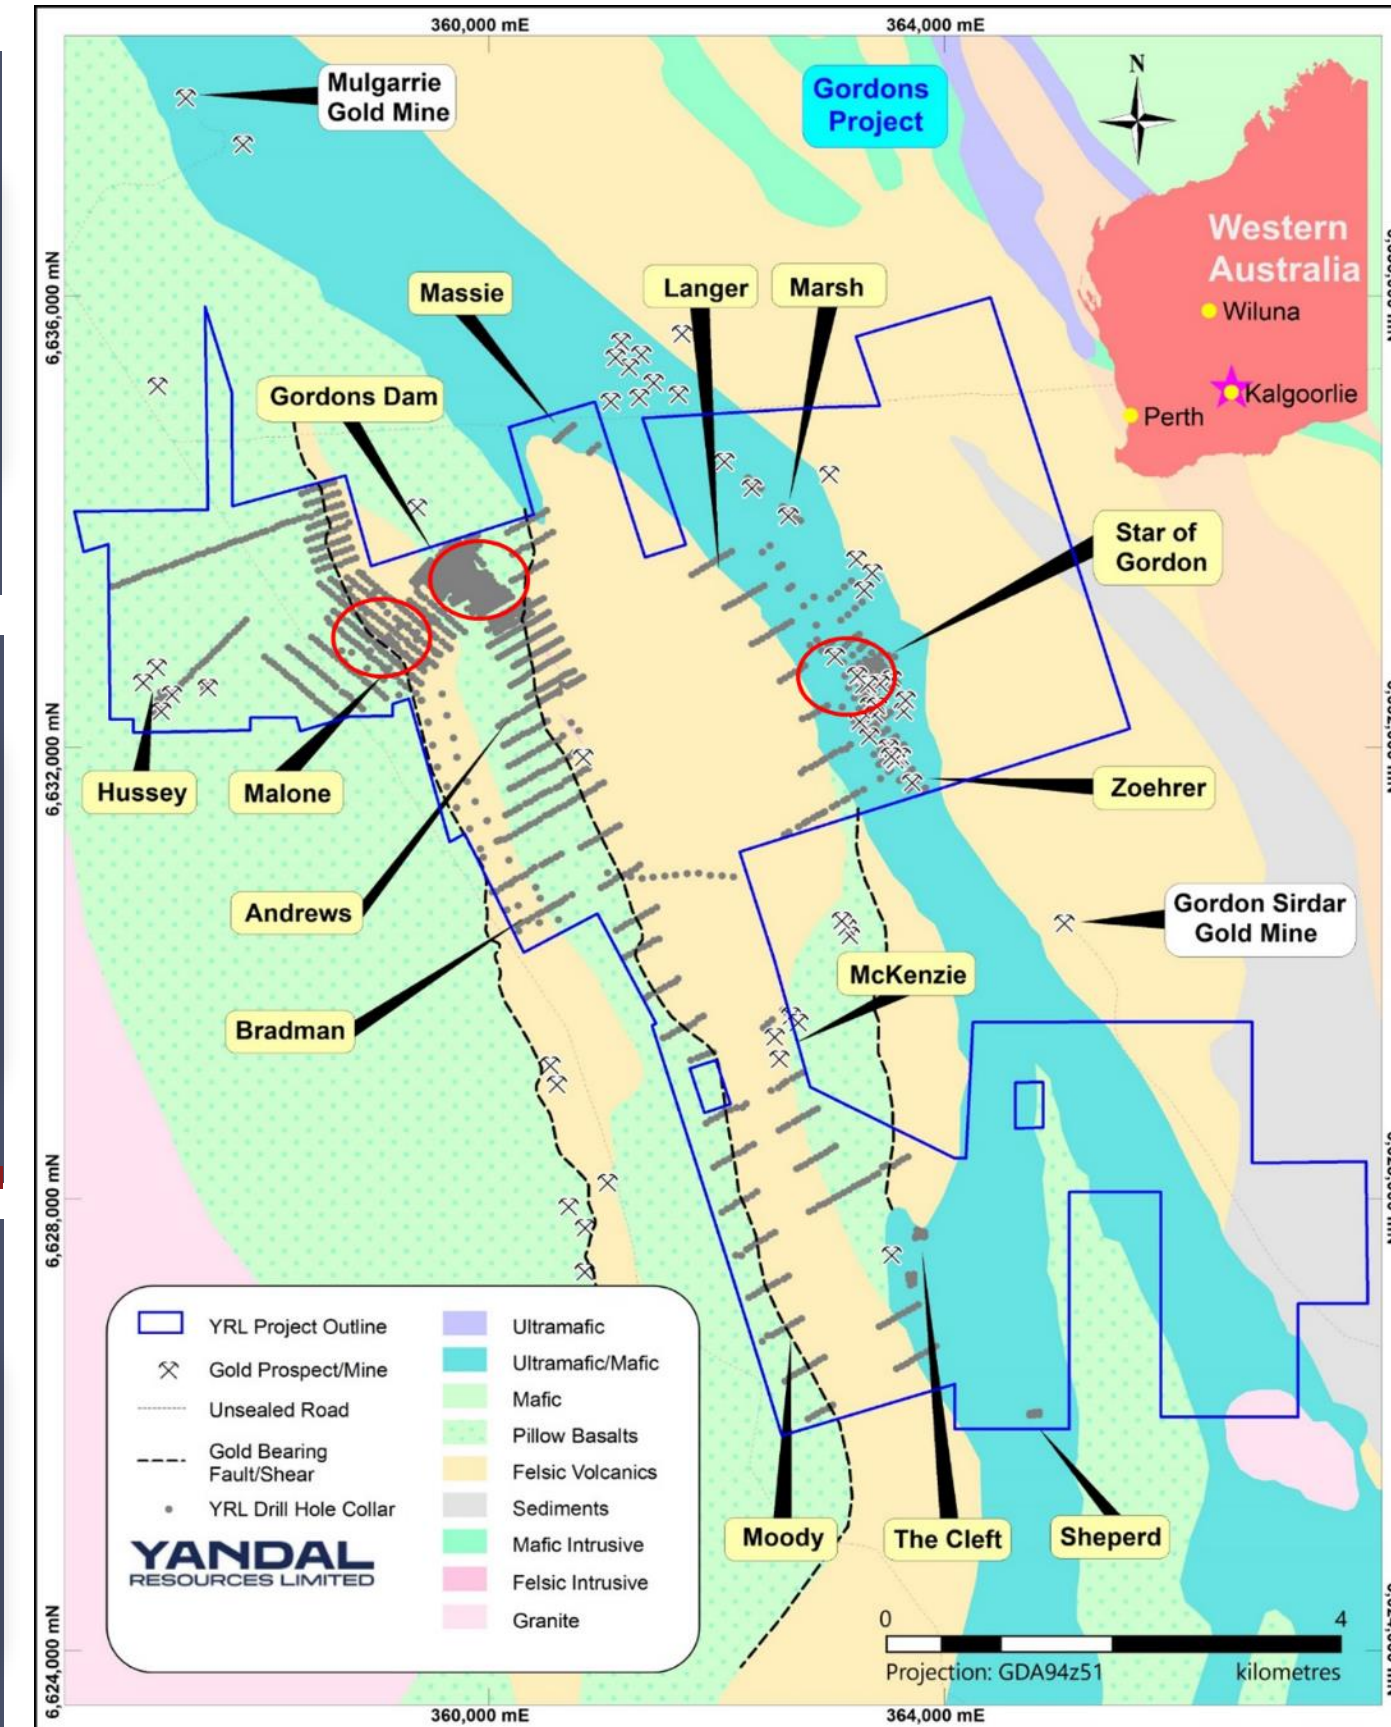 360,000 mE
364,000 mE
Mulgarrie
Gold Mine
Gordons
Project
N
Western
Australia
Wiluna
Kalgoorlie
Perth
6,636,000 mN
Massie
Langer
Marsh
Gordons Dam
Star of
Gordon
6,632,000 mN
Hussey
Malone
Zoehrer
Andrews
Gordon Sirdar
Gold Mine
McKenzie
Bradman
6,628,000 mN
YRL Project Outline
Gold Prospect/Mine
Unsealed Road
Gold Bearing
Fault/Shear
YRL Drill Hole Collar
YANDAL
RESOURCES LIMITED
Ultramafic
Ultramafic/Mafic
Mafic
Pillow Basalts
Felsic Volcanics
Sediments
Mafic Intrusive
Felsic Intrusive
Granite
Moody
The Cleft
Sheperd
0
4
Projection: GDA94z51
kilometres
6,624,000 mN
360,000 mE
364,000 mE